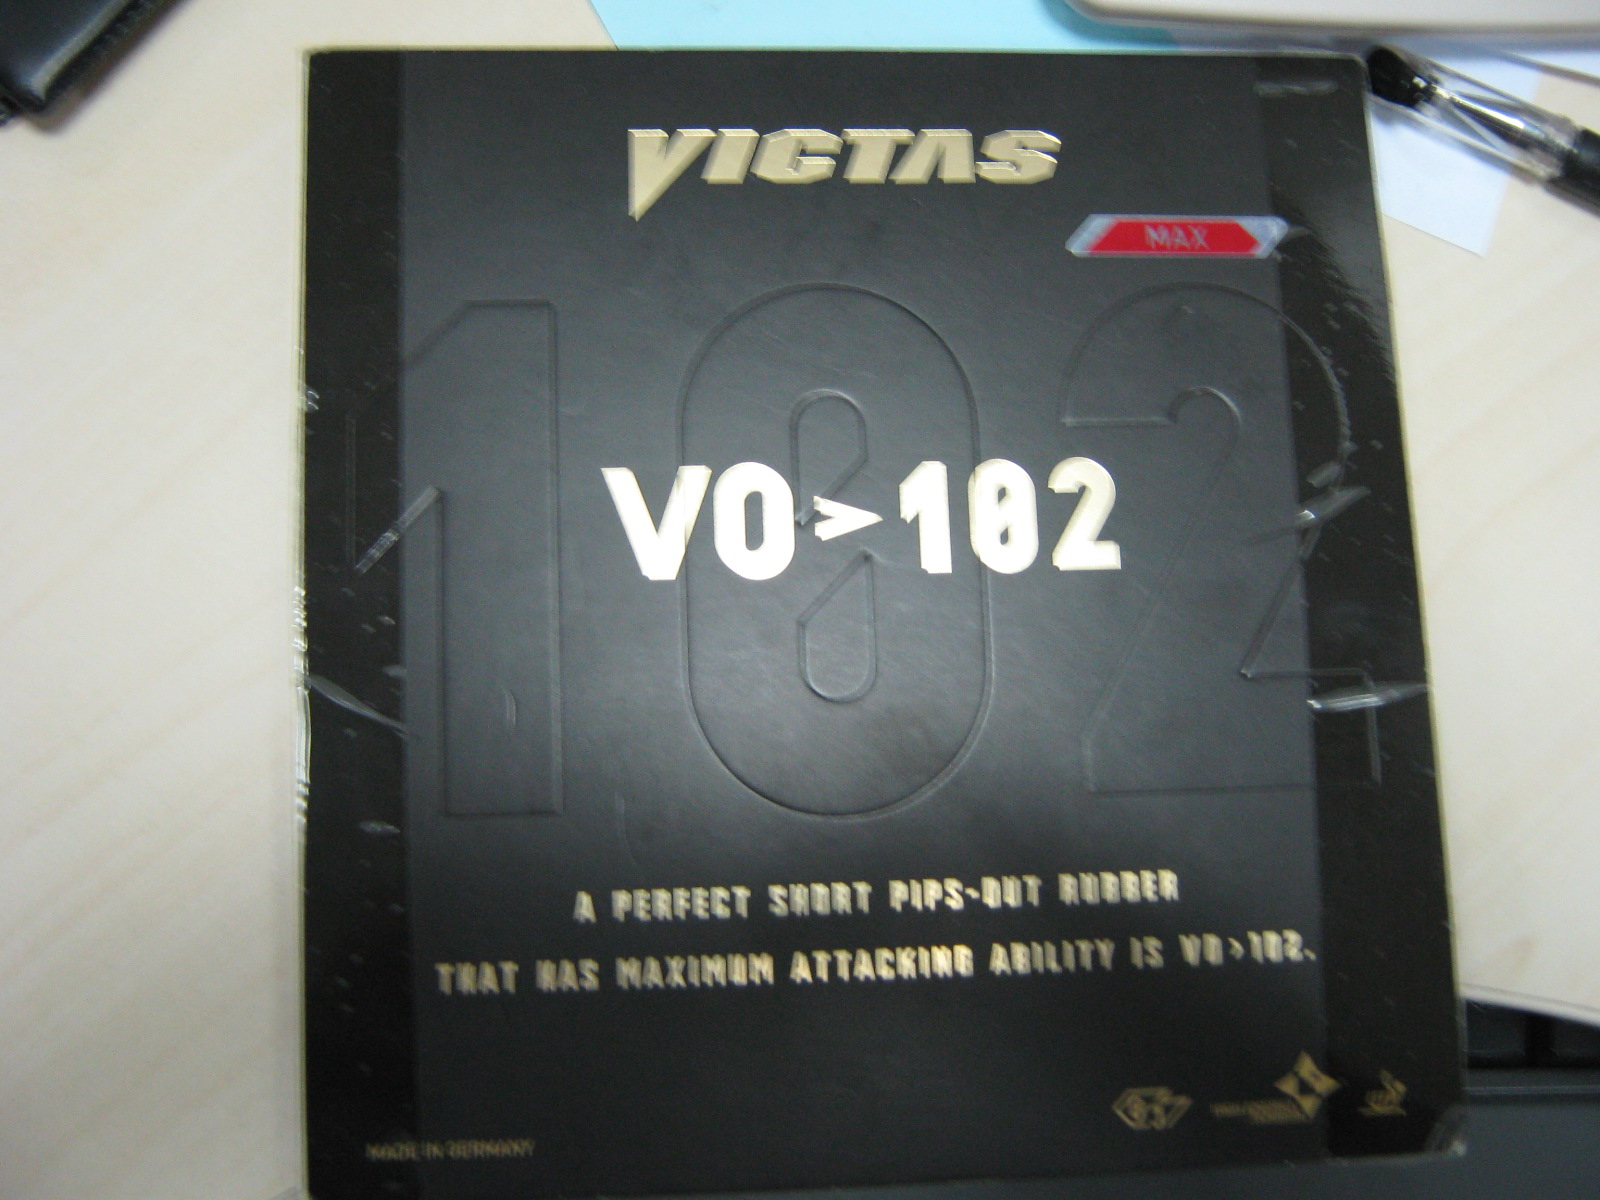 VICTAS
MAX
102
VO>102
A PERFECT SHORT PIPS-OUT RUBBER
THAT HAS MAXIMUM ATTACKING ABILITY IS VO>102.
MADE IN GERMANY